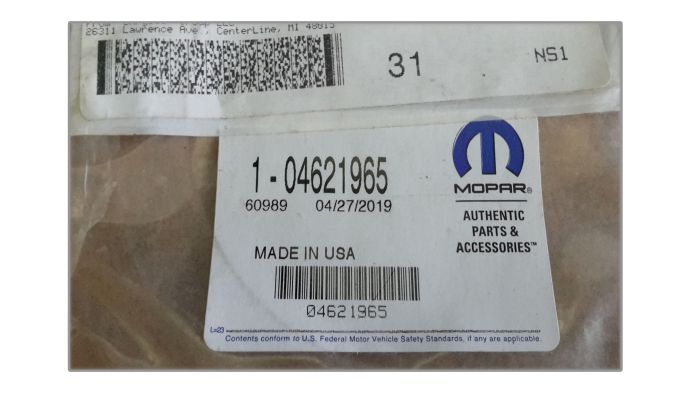 26311 Lawrence Ave., CenterLine, MI 48015
31
NS1
MOPAR®
AUTHENTIC
PARTS &
ACCESSORIES™
1-04621965
60989 04/27/2019
MADE IN USA
04621965
L=23
Contents conform to U.S. Federal Motor Vehicle Safety Standards, if any are applicable.